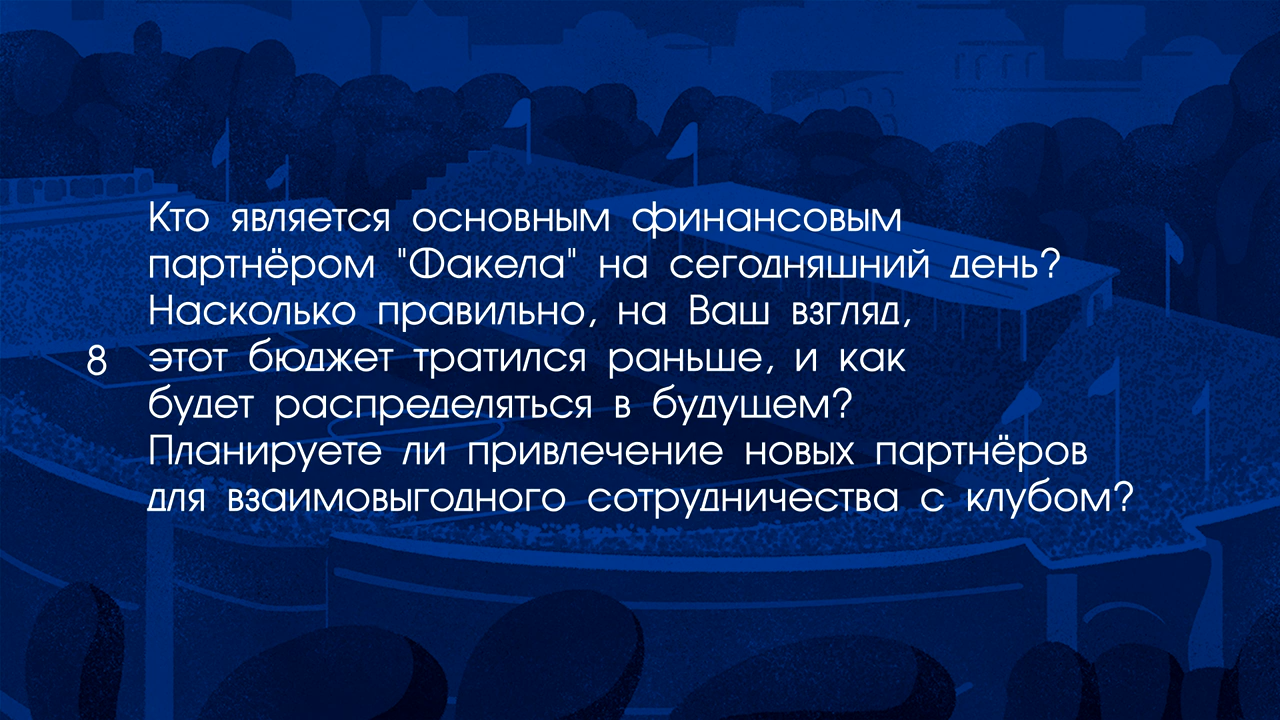 Кто является основным финансовым
партнёром "Факела" на сегодняшний день?
Насколько правильно, на Ваш взгляд,
8 этот бюджет тратился раньше, и как
будет распределяться в будущем?
Планируете ли привлечение новых партнёров
для взаимовыгодного сотрудничества с клубом?